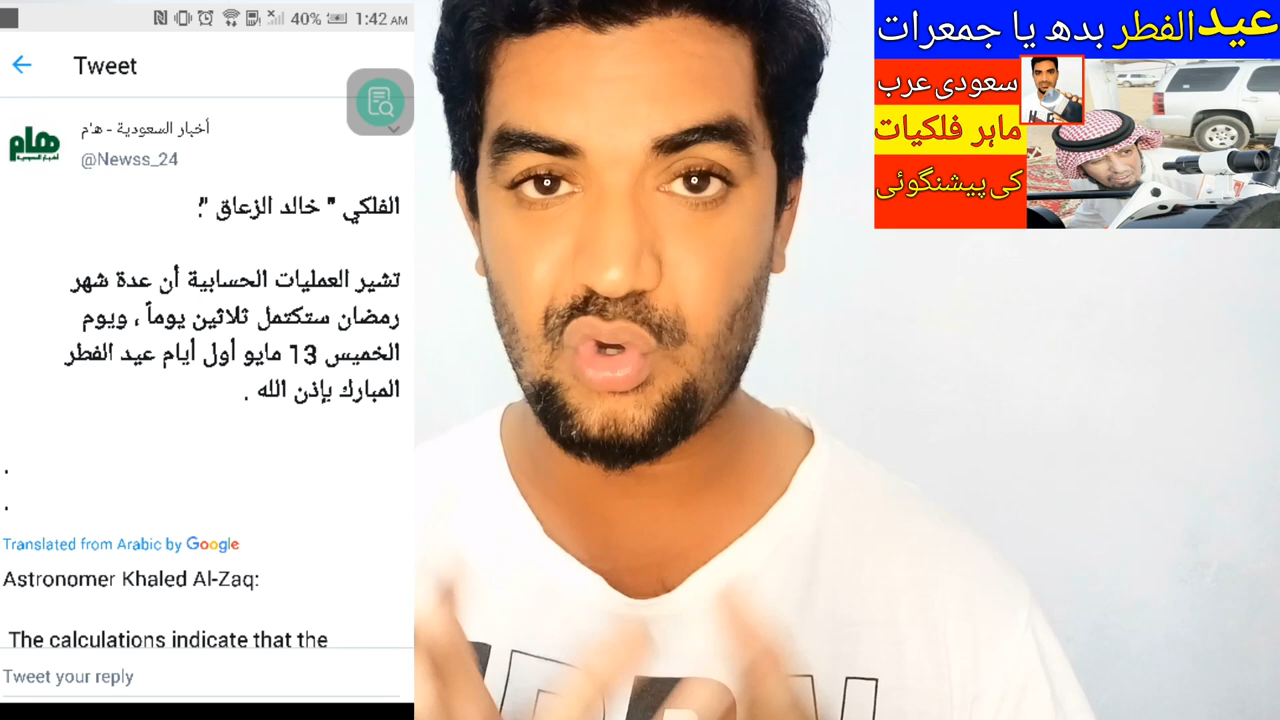 40% 1:42 AM
Tweet
هام
أخبار السعودية
أخبار السعودية - هـام
@Newss_24
الفلكي " خالد الزعاق ":
تشير العمليات الحسابية أن عدة شهر
رمضان ستكتمل ثلاثين يوماً ، ويوم
الخميس 13 مايو أول أيام عيد الفطر
المبارك بإذن الله .
.
.
Translated from Arabic by Google
Astronomer Khaled Al-Zaq:
The calculations indicate that the
Tweet your reply
عیدالفطر بدھ یا جمعرات
سعودی عرب
ماہر فلکیات
کی پیشنگوئی